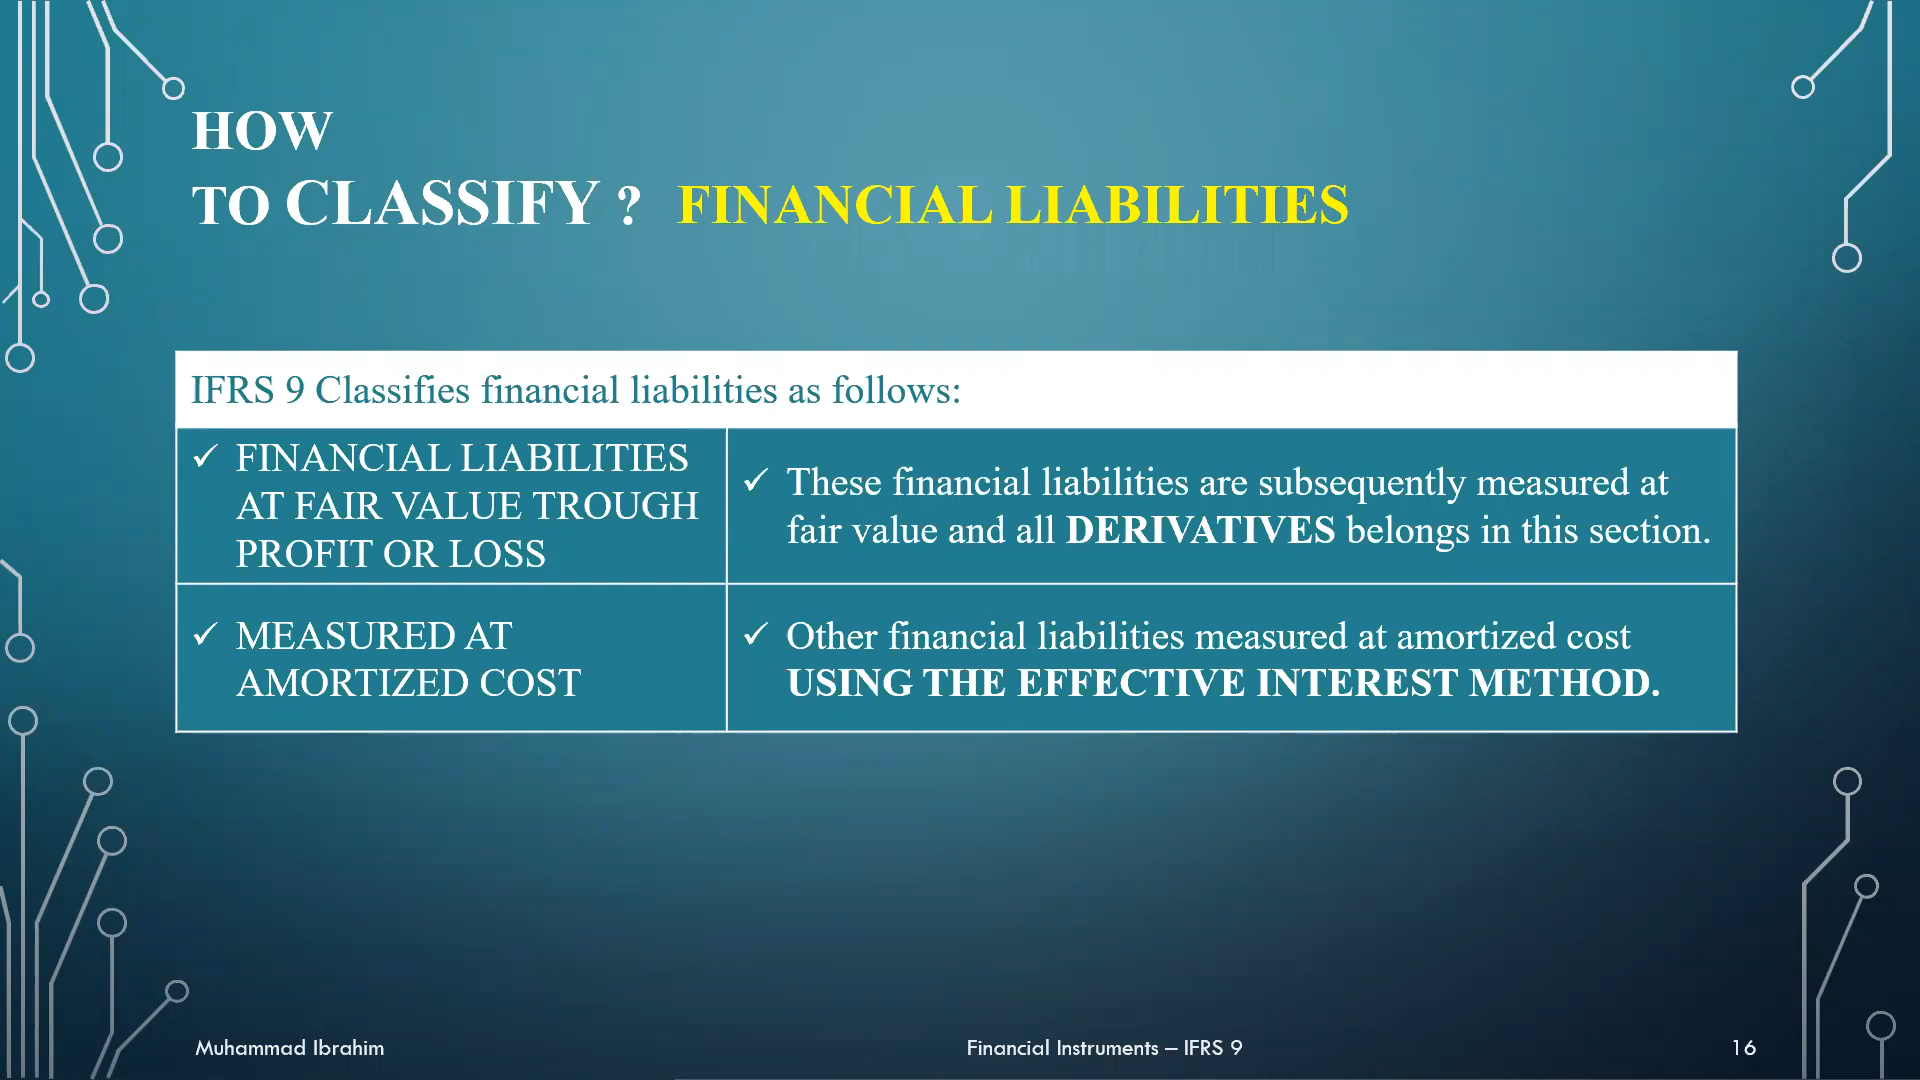 HOW
TO CLASSIFY ? FINANCIAL LIABILITIES
IFRS 9 Classifies financial liabilities as follows:
✓ FINANCIAL LIABILITIES
AT FAIR VALUE TROUGH
PROFIT OR LOSS
✓ These financial liabilities are subsequently measured at
fair value and all DERIVATIVES belongs in this section.
✓ MEASURED AT
AMORTIZED COST
✓ Other financial liabilities measured at amortized cost
USING THE EFFECTIVE INTEREST METHOD.
Muhammad Ibrahim
Financial Instruments – IFRS 9
16